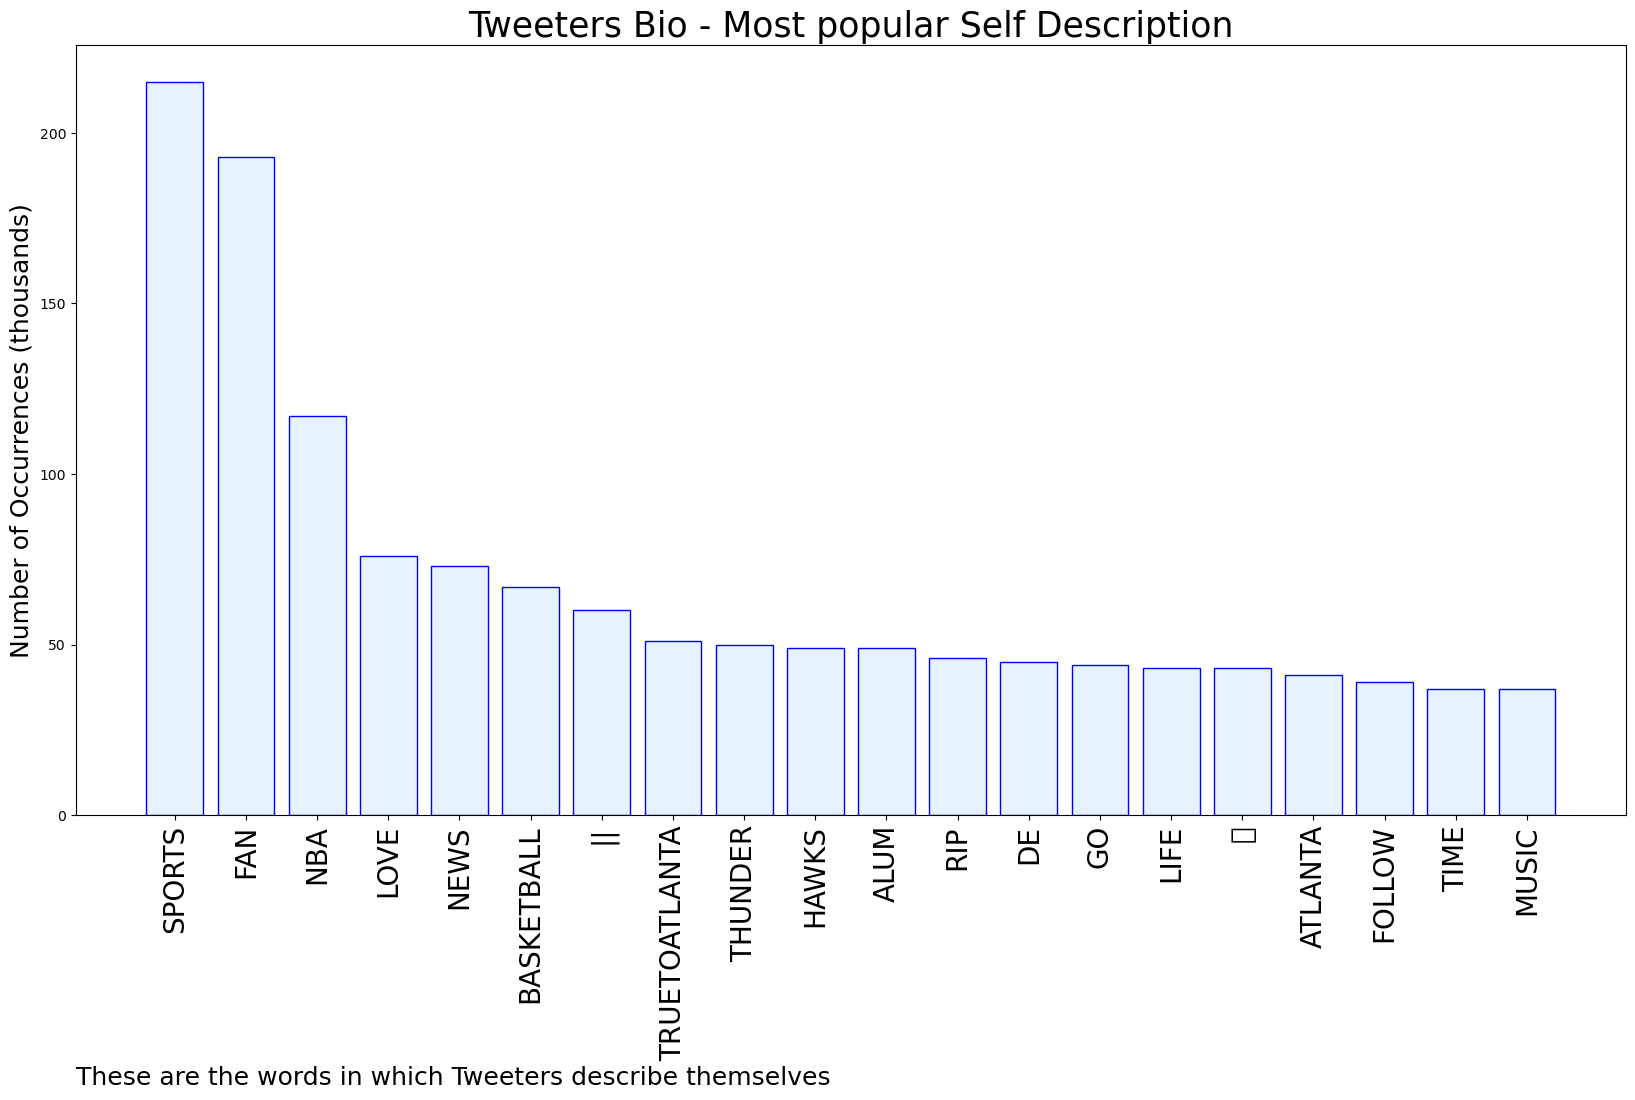 Tweeters Bio - Most popular Self Description
Number of Occurrences (thousands)
200
150
100
50
0
SPORTS
FAN
NBA
LOVE
NEWS
BASKETBALL
||
TRUETOATLANTA
THUNDER
HAWKS
ALUM
RIP
DE
GO
LIFE
ATLANTA
FOLLOW
TIME
MUSIC
These are the words in which Tweeters describe themselves